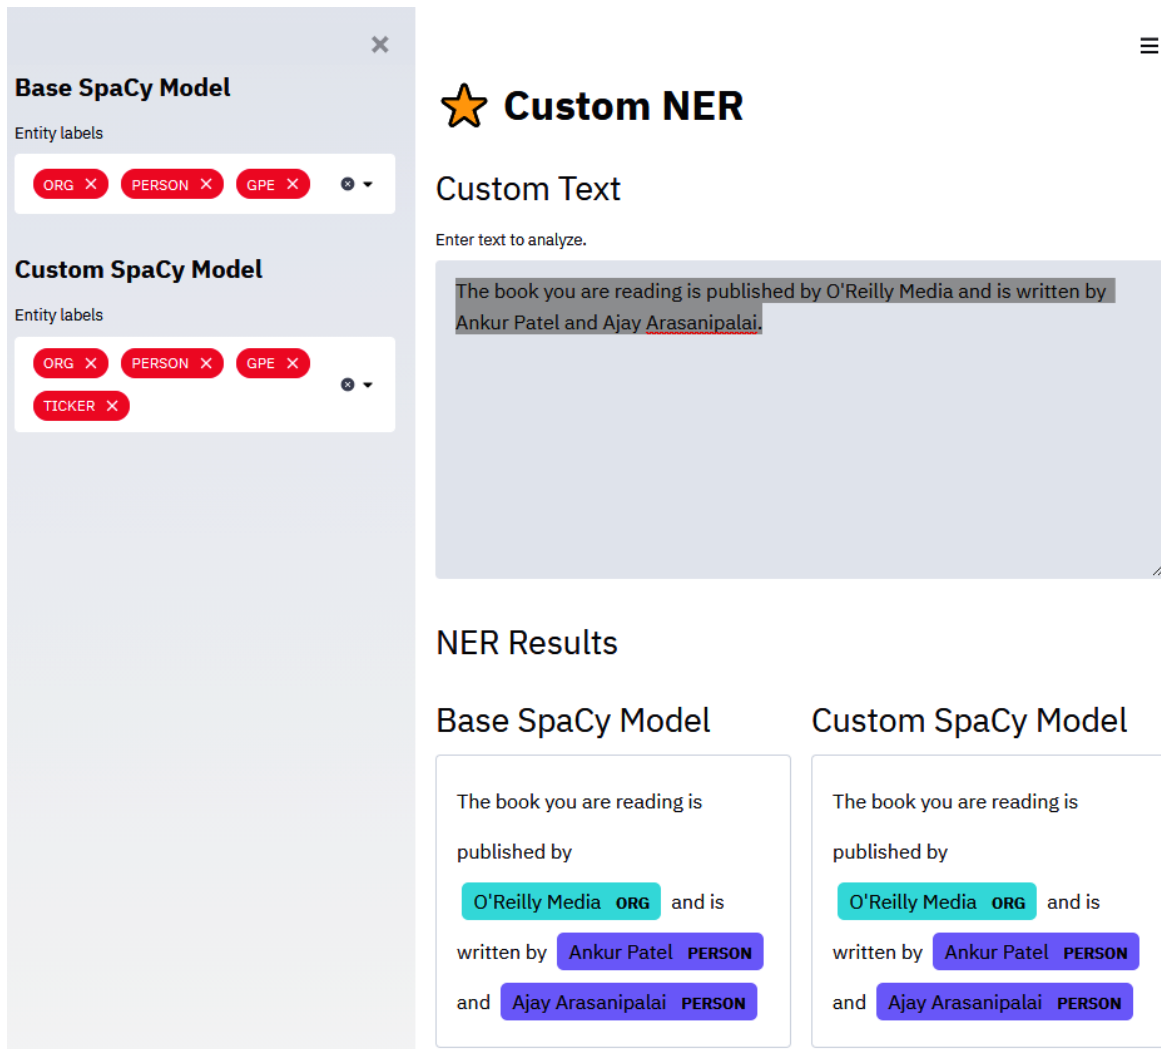 Base SpaCy Model
Entity labels
ORG PERSON GPE
Custom SpaCy Model
Entity labels
ORG PERSON GPE
TICKER
Custom NER
Custom Text
Enter text to analyze.
The book you are reading is published by O'Reilly Media and is written by
Ankur Patel and Ajay Arasanipalai.
NER Results
Base SpaCy Model
The book you are reading is
published by
O'Reilly Media ORG and is
written by Ankur Patel PERSON
and Ajay Arasanipalai PERSON
Custom SpaCy Model
The book you are reading is
published by
O'Reilly Media ORG and is
written by Ankur Patel PERSON
and Ajay Arasanipalai PERSON